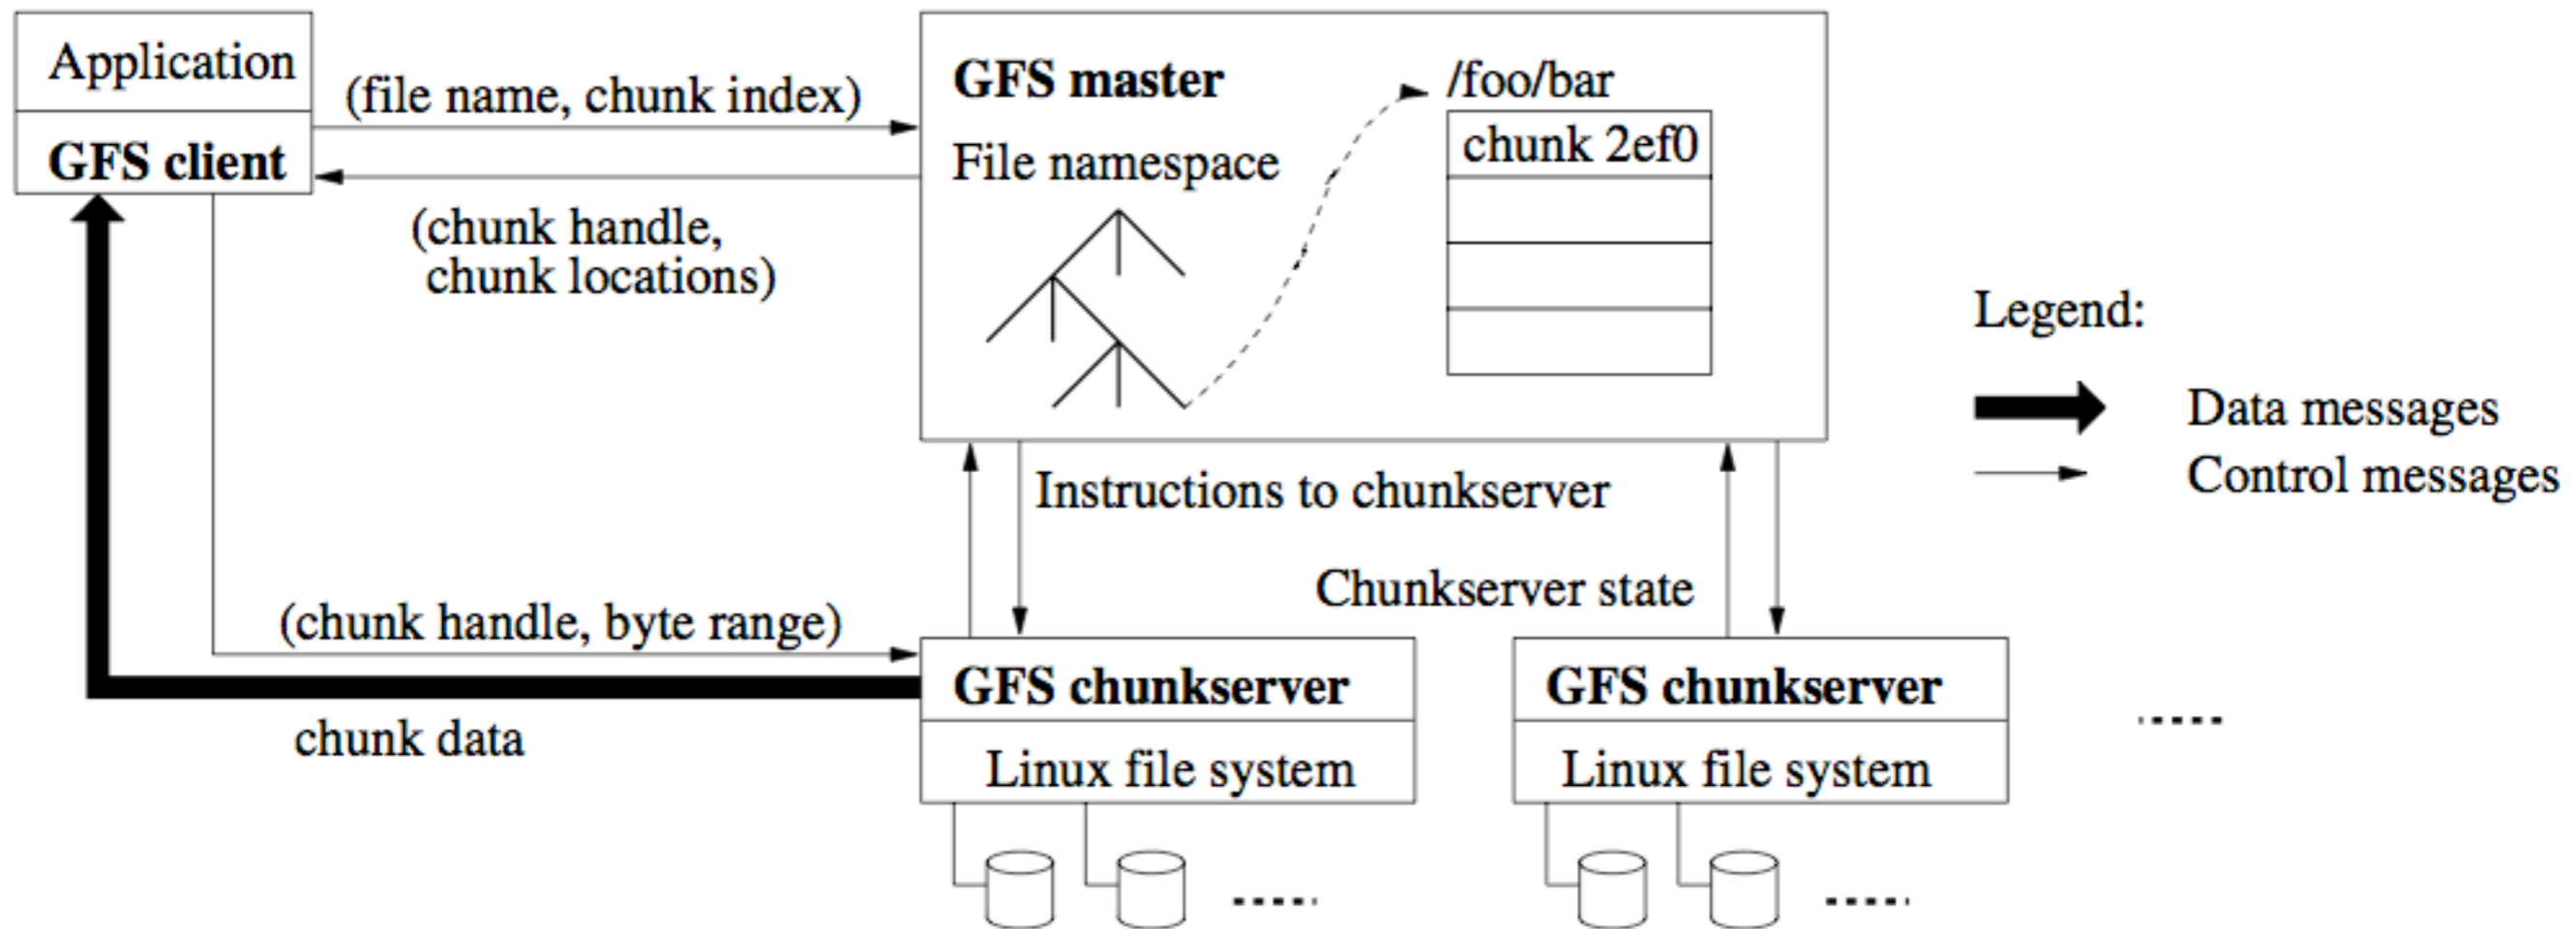 Application
GFS client
(file name, chunk index)
(chunk handle,
chunk locations)
GFS master
File namespace
/foo/bar
chunk 2ef0
Legend:
Data messages
Control messages
Instructions to chunkserver
Chunkserver state
(chunk handle, byte range)
chunk data
GFS chunkserver
Linux file system
GFS chunkserver
Linux file system